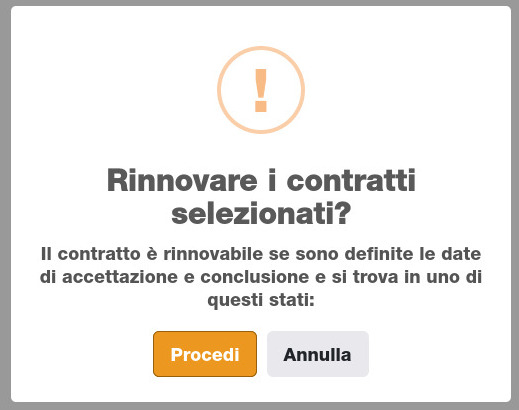 !
Rinnovare i contratti
selezionati?
Il contratto è rinnovabile se sono definite le date
di accettazione e conclusione e si trova in uno di
questi stati:
Procedi
Annulla